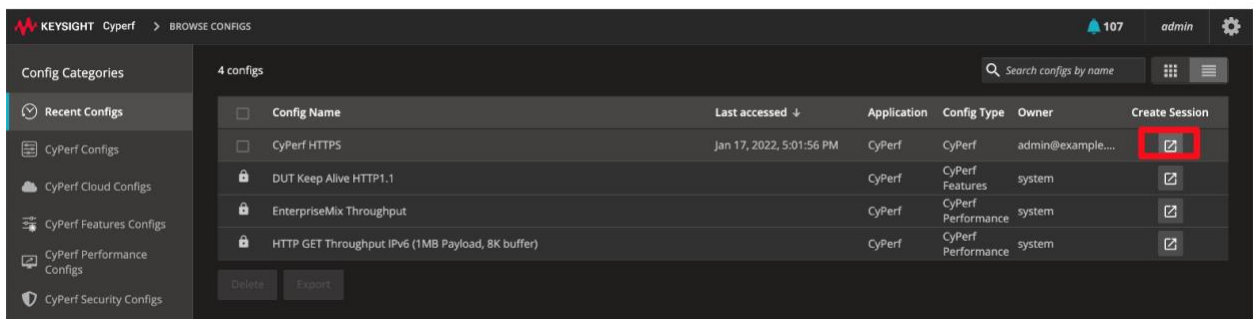 KEYSIGHT Cyperf > BROWSE CONFIGS 107 admin
Config Categories
Recent Configs
CyPerf Configs
CyPerf Cloud Configs
CyPerf Features Configs
CyPerf Performance
Configs
CyPerf Security Configs
4 configs Search configs by name
Config Name Last accessed ↓ Application Config Type Owner Create Session
CyPerf HTTPS Jan 17, 2022, 5:01:56 PM CyPerf CyPerf admin@example....
DUT Keep Alive HTTP1.1 CyPerf CyPerf Features system
EnterpriseMix Throughput CyPerf CyPerf Performance system
HTTP GET Throughput IPv6 (1MB Payload, 8K buffer) CyPerf CyPerf Performance system
Delete Export